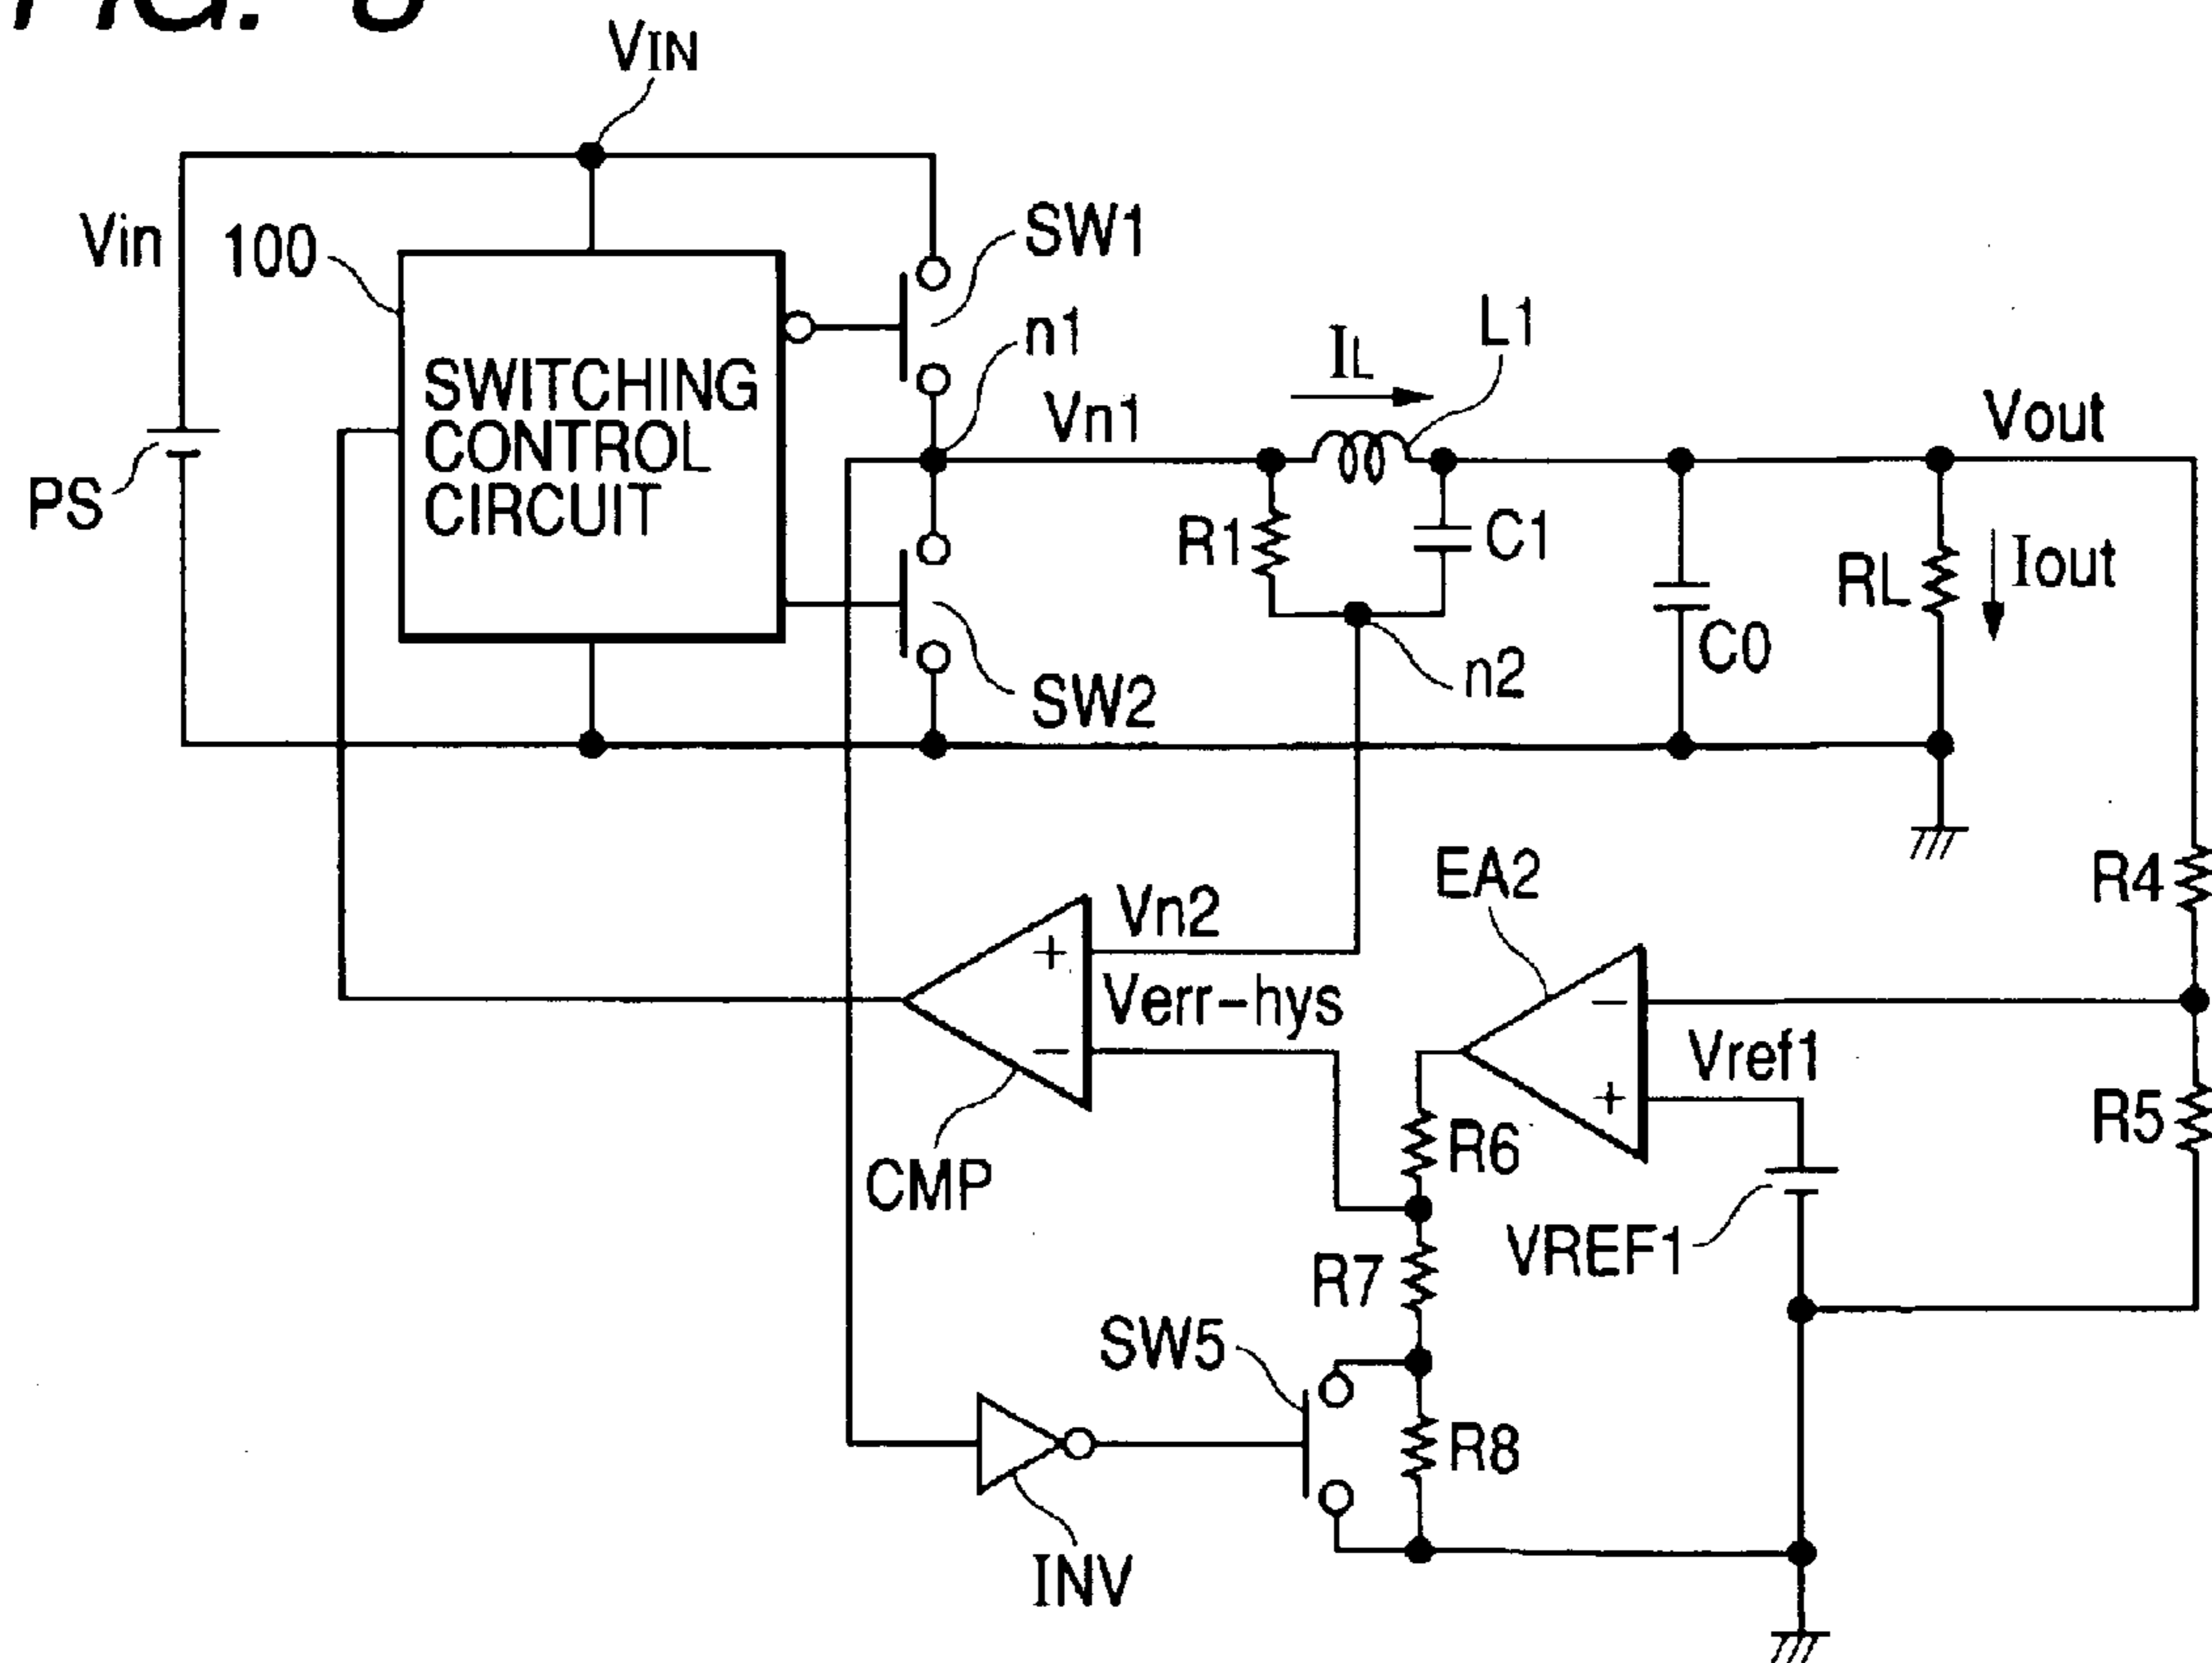 VIN
Vin
100
SW1
n1
L1
IL
SWITCHING
CONTROL
CIRCUIT
Vn1
Vout
PS
R1
C1
RL
Iout
C0
n2
SW2
EA2
R4
Vn2
+
Verr-hys
−
−
Vref1
+
R5
R6
CMP
VREF1
R7
SW5
R8
INV